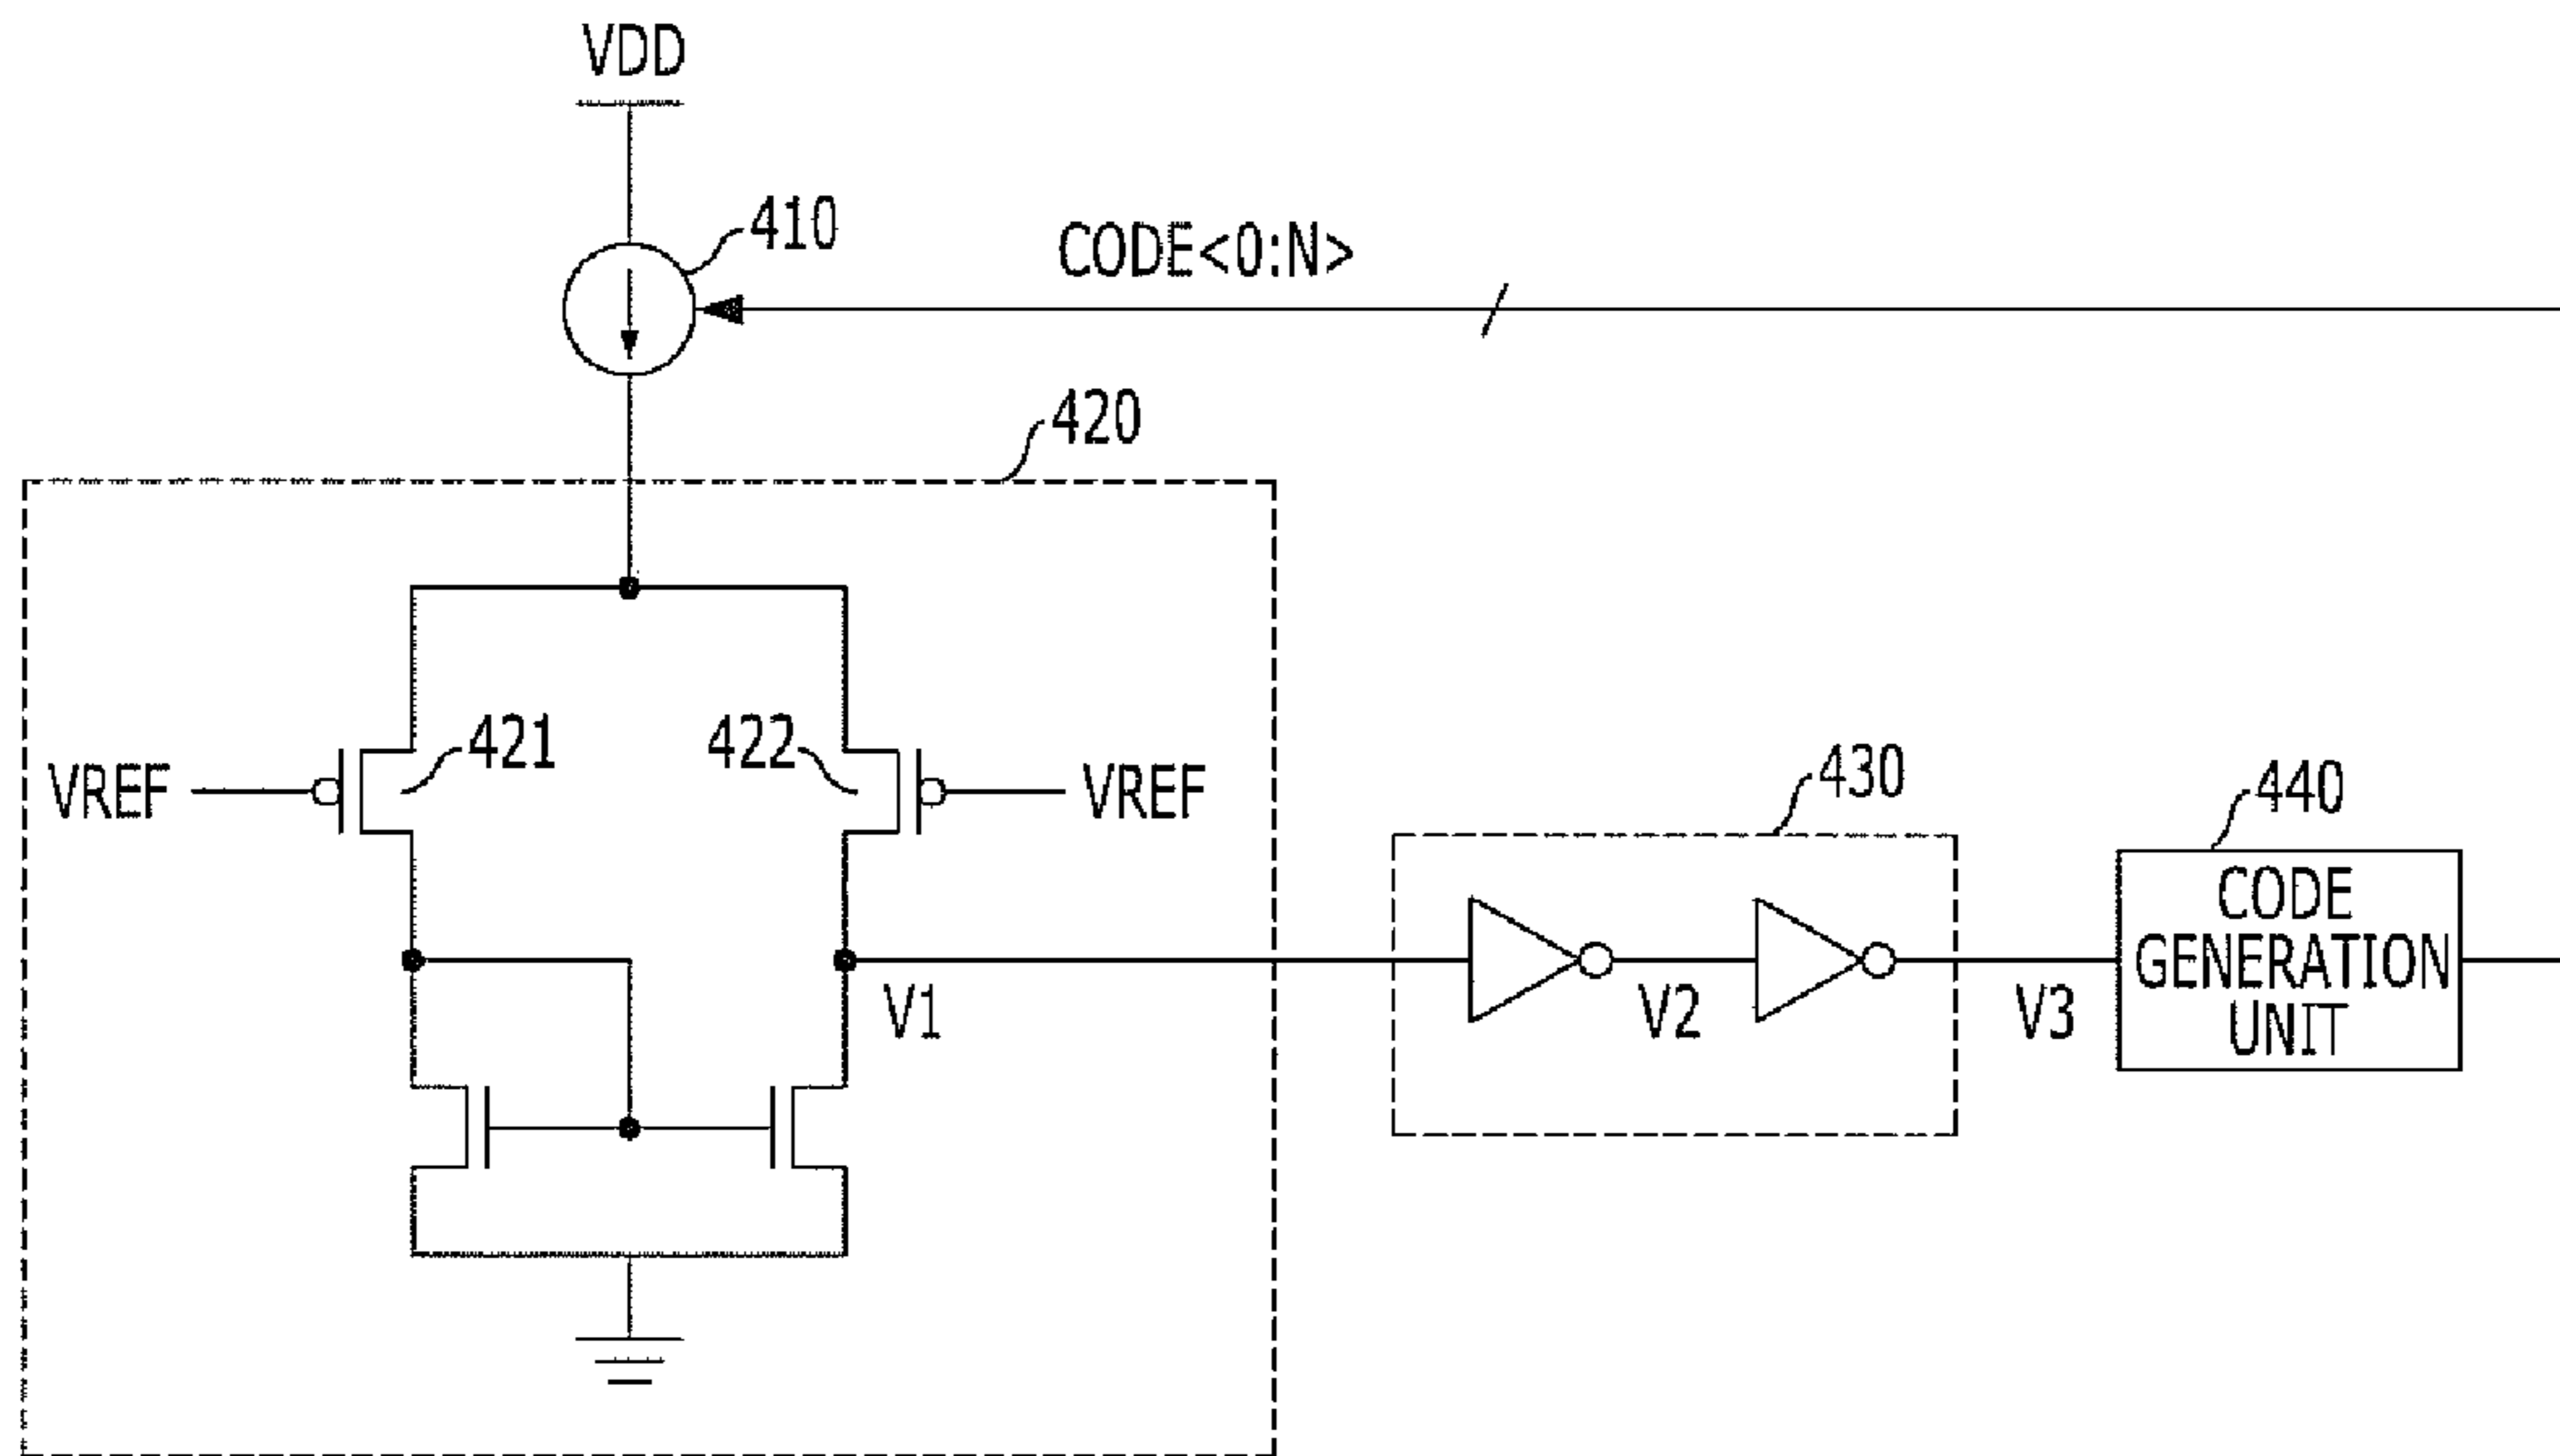 VDD
410
CODE<0:N>
420
421
422
VREF
VREF
430
440
CODE
GENERATION
UNIT
V1
V2
V3